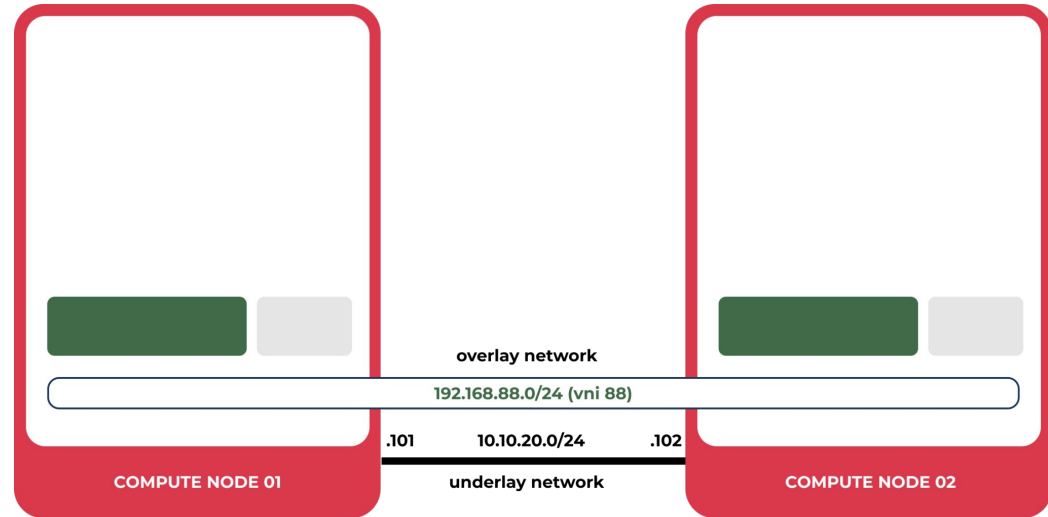 overlay network
192.168.88.0/24 (vni 88)
.101 10.10.20.0/24 .102
COMPUTE NODE 01 underlay network COMPUTE NODE 02